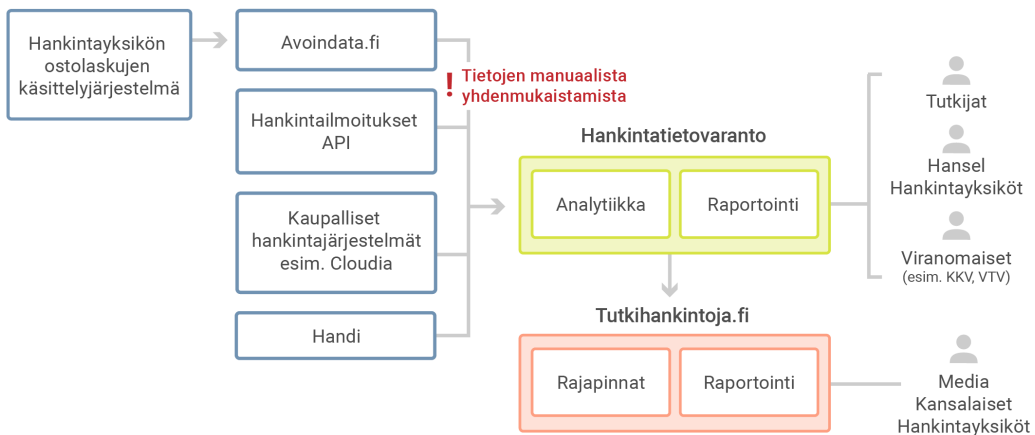 Hankintayksikön
ostolaskujen
käsittelyjärjestelmä
Avoindata.fi
! Tietojen manuaalista
yhdenmukaistamista
Hankintailmoitukset
API
Kaupalliset
hankintajärjestelmät
esim. Cloudia
Handi
Hankintatietovaranto
Analytiikka
Raportointi
Tutkijat
Hansel
Hankintayksiköt
Viranomaiset
(esim. KKV, VTV)
Tutkihankintoja.fi
Rajapinnat
Raportointi
Media
Kansalaiset
Hankintayksiköt